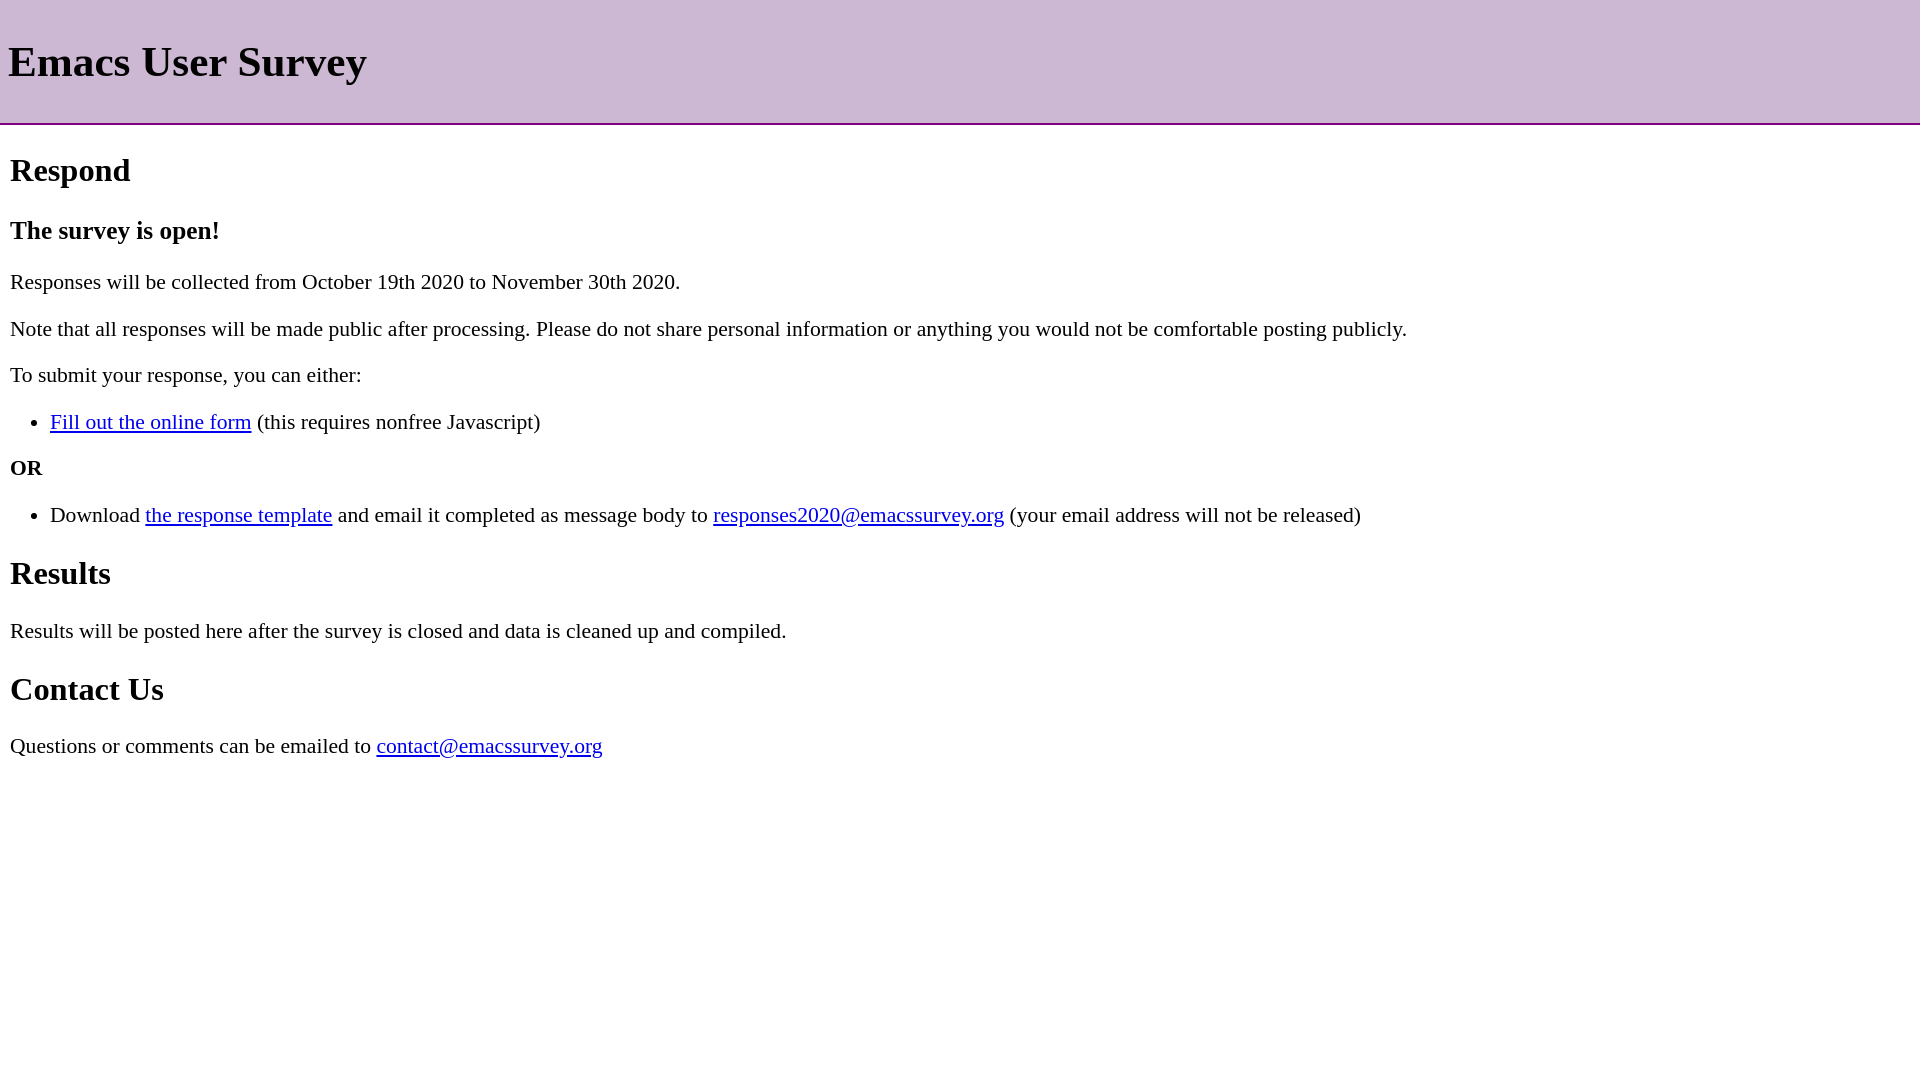 Emacs User Survey
Respond
The survey is open!
Responses will be collected from October 19th 2020 to November 30th 2020.
Note that all responses will be made public after processing. Please do not share personal information or anything you would not be comfortable posting publicly.
To submit your response, you can either:
• Fill out the online form (this requires nonfree Javascript)
OR
• Download the response template and email it completed as message body to responses2020@emacssurvey.org (your email address will not be released)
Results
Results will be posted here after the survey is closed and data is cleaned up and compiled.
Contact Us
Questions or comments can be emailed to contact@emacssurvey.org